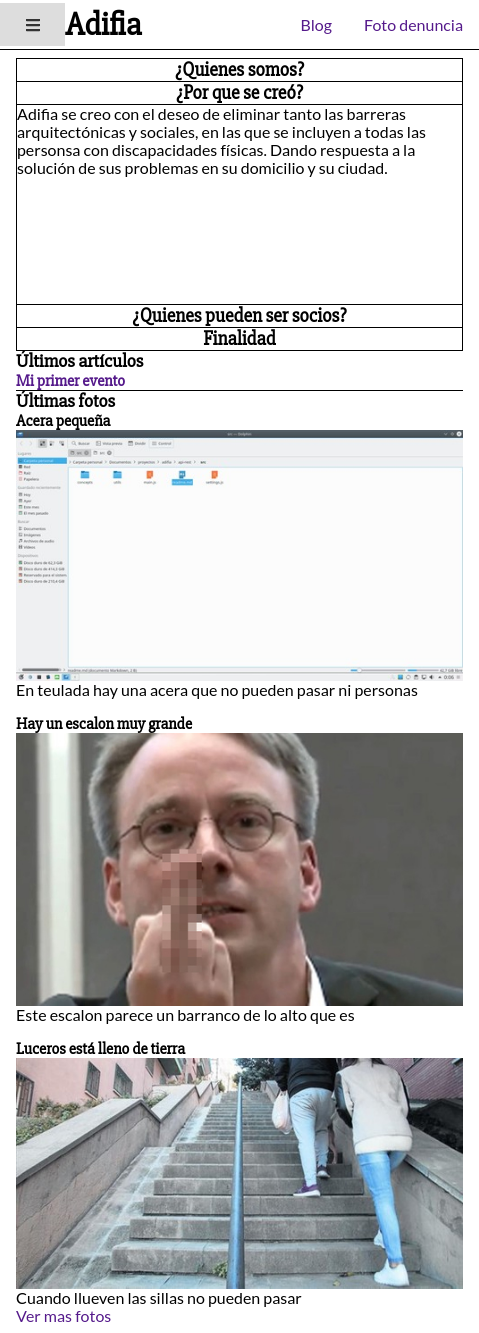 Adifia Blog Foto denuncia
¿Quienes somos?
¿Por que se creó?
Adifia se creo con el deseo de eliminar tanto las barreras
arquitectónicas y sociales, en las que se incluyen a todas las
personsa con discapacidades físicas. Dando respuesta a la
solución de sus problemas en su domicilio y su ciudad.
¿Quienes pueden ser socios?
Finalidad
Últimos artículos
Mi primer evento
Últimas fotos
Acera pequeña
En teulada hay una acera que no pueden pasar ni personas
Hay un escalon muy grande
Este escalon parece un barranco de lo alto que es
Luceros está lleno de tierra
Cuando llueven las sillas no pueden pasar
Ver mas fotos